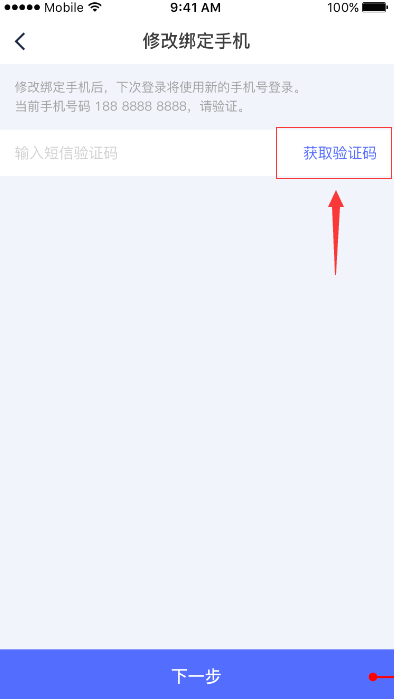 Mobile 9:41 AM 100%
修改绑定手机
修改绑定手机后，下次登录将使用新的手机号登录。
当前手机号码 188 8888 8888，请验证。
输入短信验证码 获取验证码
下一步